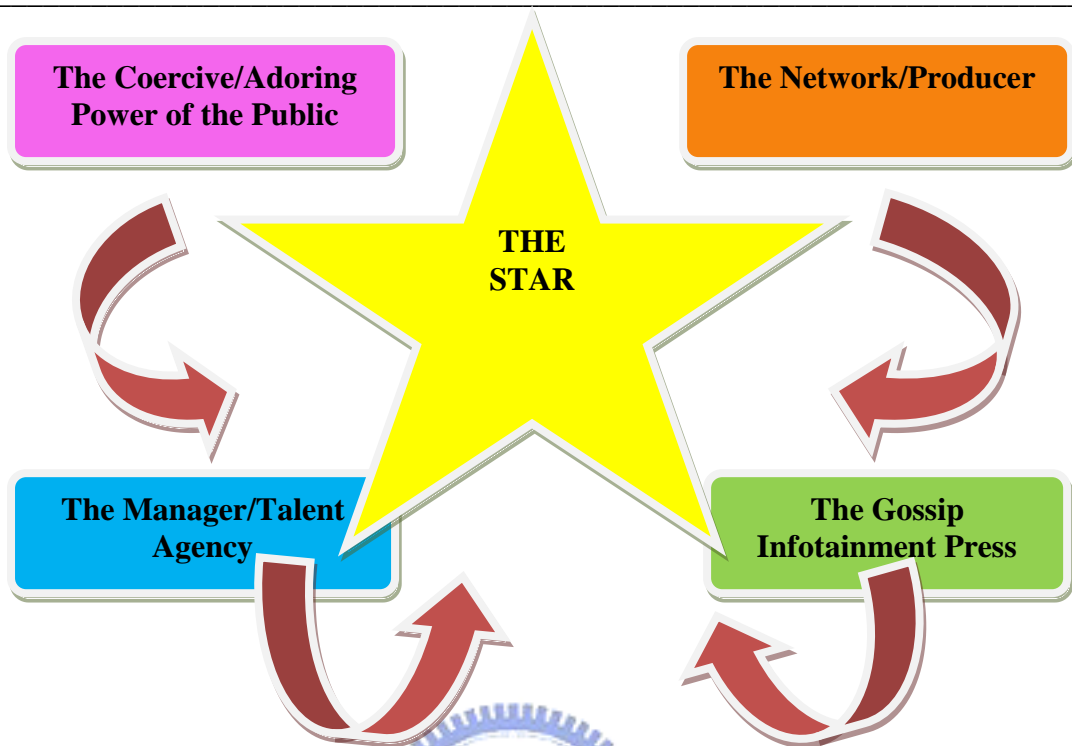 The Coercive/Adoring
Power of the Public
The Network/Producer
THE
STAR
The Manager/Talent
Agency
The Gossip
Infotainment Press